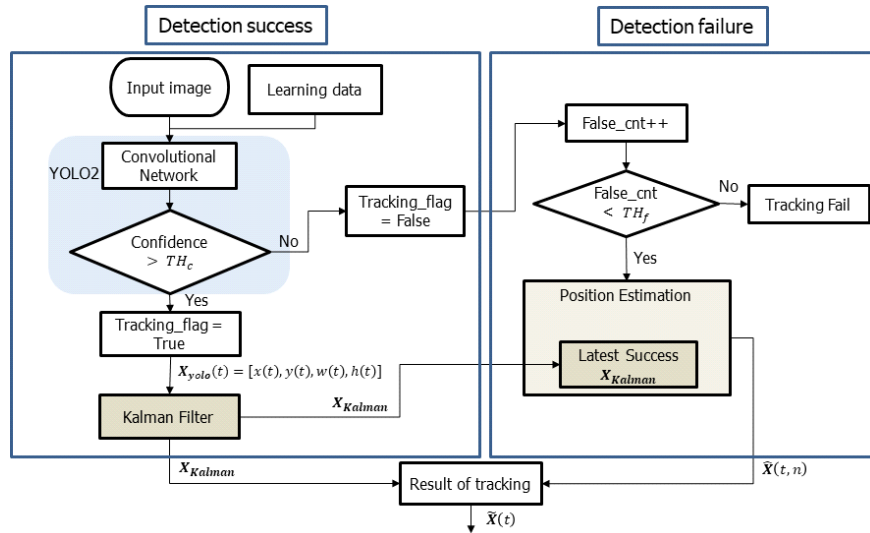 Detection success
Detection failure
Input image
Learning data
YOLO2
Convolutional
Network
Confidence
> TH_c
No
Yes
Tracking_flag
= False
Tracking_flag =
True
X_yolo(t) = [x(t), y(t), w(t), h(t)]
Kalman Filter
X_Kalman
X_Kalman
False_cnt++
False_cnt
< TH_f
No
Tracking Fail
Yes
Position Estimation
Latest Success
X_Kalman
X̂(t, n)
Result of tracking
X̃(t)